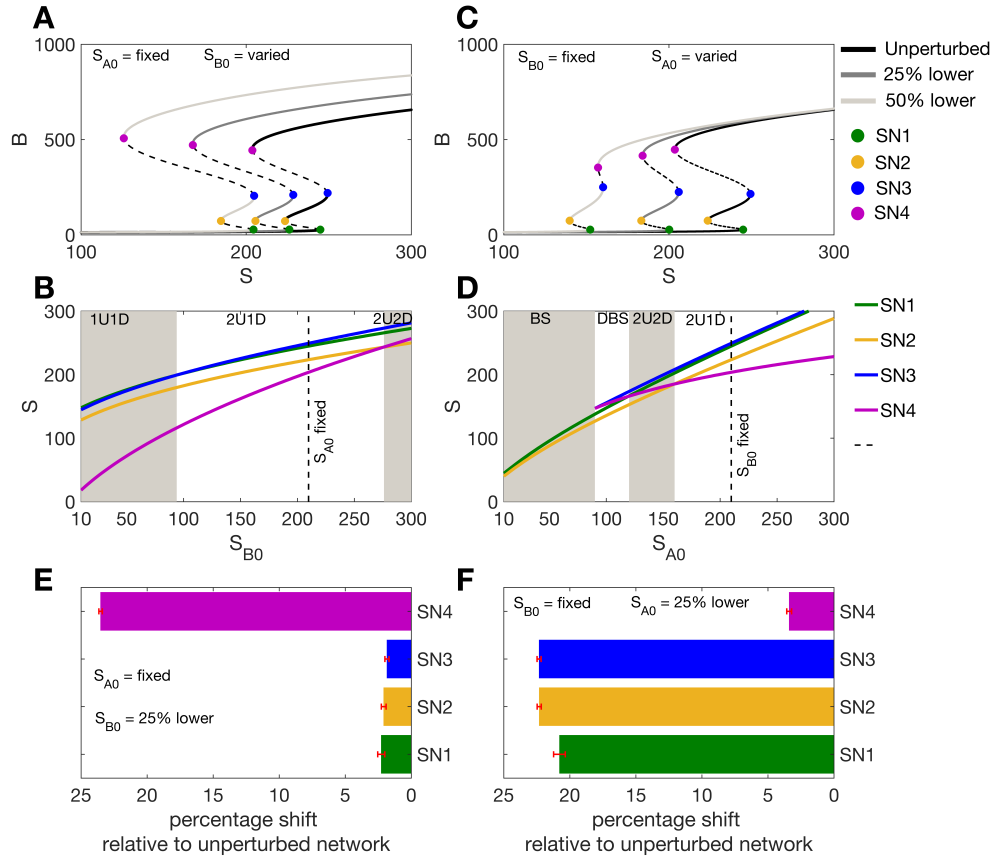 A
S_A0 = fixed S_B0 = varied
1000
500
0
B
100 200 300
S
C
S_B0 = fixed S_A0 = varied
1000
500
0
B
100 200 300
S
Unperturbed
25% lower
50% lower
SN1
SN2
SN3
SN4
B
1U1D 2U1D 2U2D
300
200
100
0
S
S_A0 fixed
10 50 100 150 200 250 300
S_B0
D
BS DBS 2U2D 2U1D
300
200
100
0
S
S_B0 fixed
10 50 100 150 200 250 300
S_A0
SN1
SN2
SN3
SN4
E
S_A0 = fixed
S_B0 = 25% lower
SN4
SN3
SN2
SN1
25 20 15 10 5 0
percentage shift
relative to unperturbed network
F
S_B0 = fixed S_A0 = 25% lower
SN4
SN3
SN2
SN1
25 20 15 10 5 0
percentage shift
relative to unperturbed network